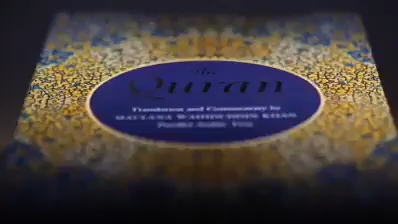 The
Quran
Translation and Commentary by
MAULANA WAHIDUDDIN KHAN
Parallel Arabic Text